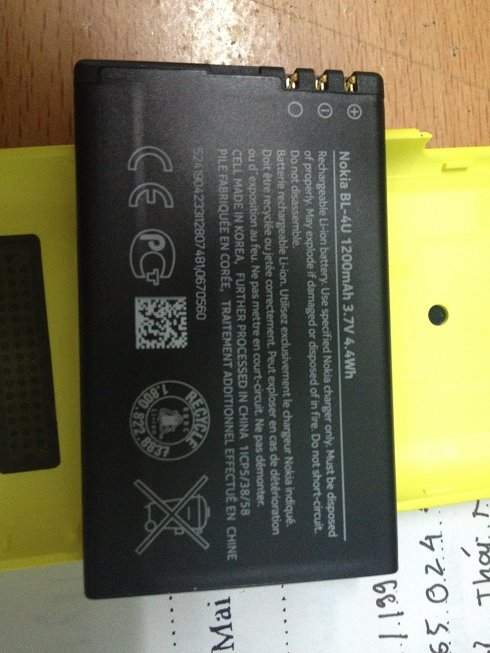 Nokia BL-4U 1200mAh 3.7V 4.4Wh
Rechargeable Li-ion battery. Use specified Nokia charger only. Must be disposed
of properly. May explode if damaged or disposed of in fire. Do not short-circuit.
Do not disassemble.
Batterie rechargeable Li-ion. Utilisez exclusivement le chargeur Nokia indiqué.
Doit être recyclée ou jetée correctement. Peut exploser en cas de détérioration
ou d'exposition au feu. Ne pas mettre en court-circuit. Ne pas démonter.
CELL MADE IN KOREA, FURTHER PROCESSED IN CHINA 1ICP5/38/58
PILE FABRIQUÉE EN CORÉE, TRAITEMENT ADDITIONNEL EFFECTUÉ EN CHINE
CE
RECYCLE
1.800.822.8837
Mai
65.024